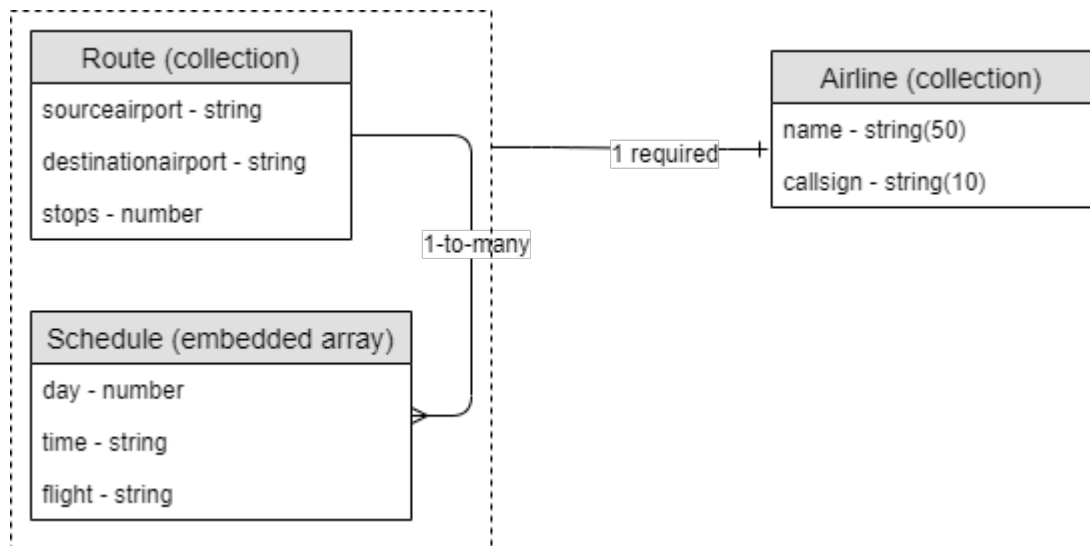 Route (collection)
sourceairport - string
destinationairport - string
stops - number
1-to-many
Schedule (embedded array)
day - number
time - string
flight - string
1 required
Airline (collection)
name - string(50)
callsign - string(10)